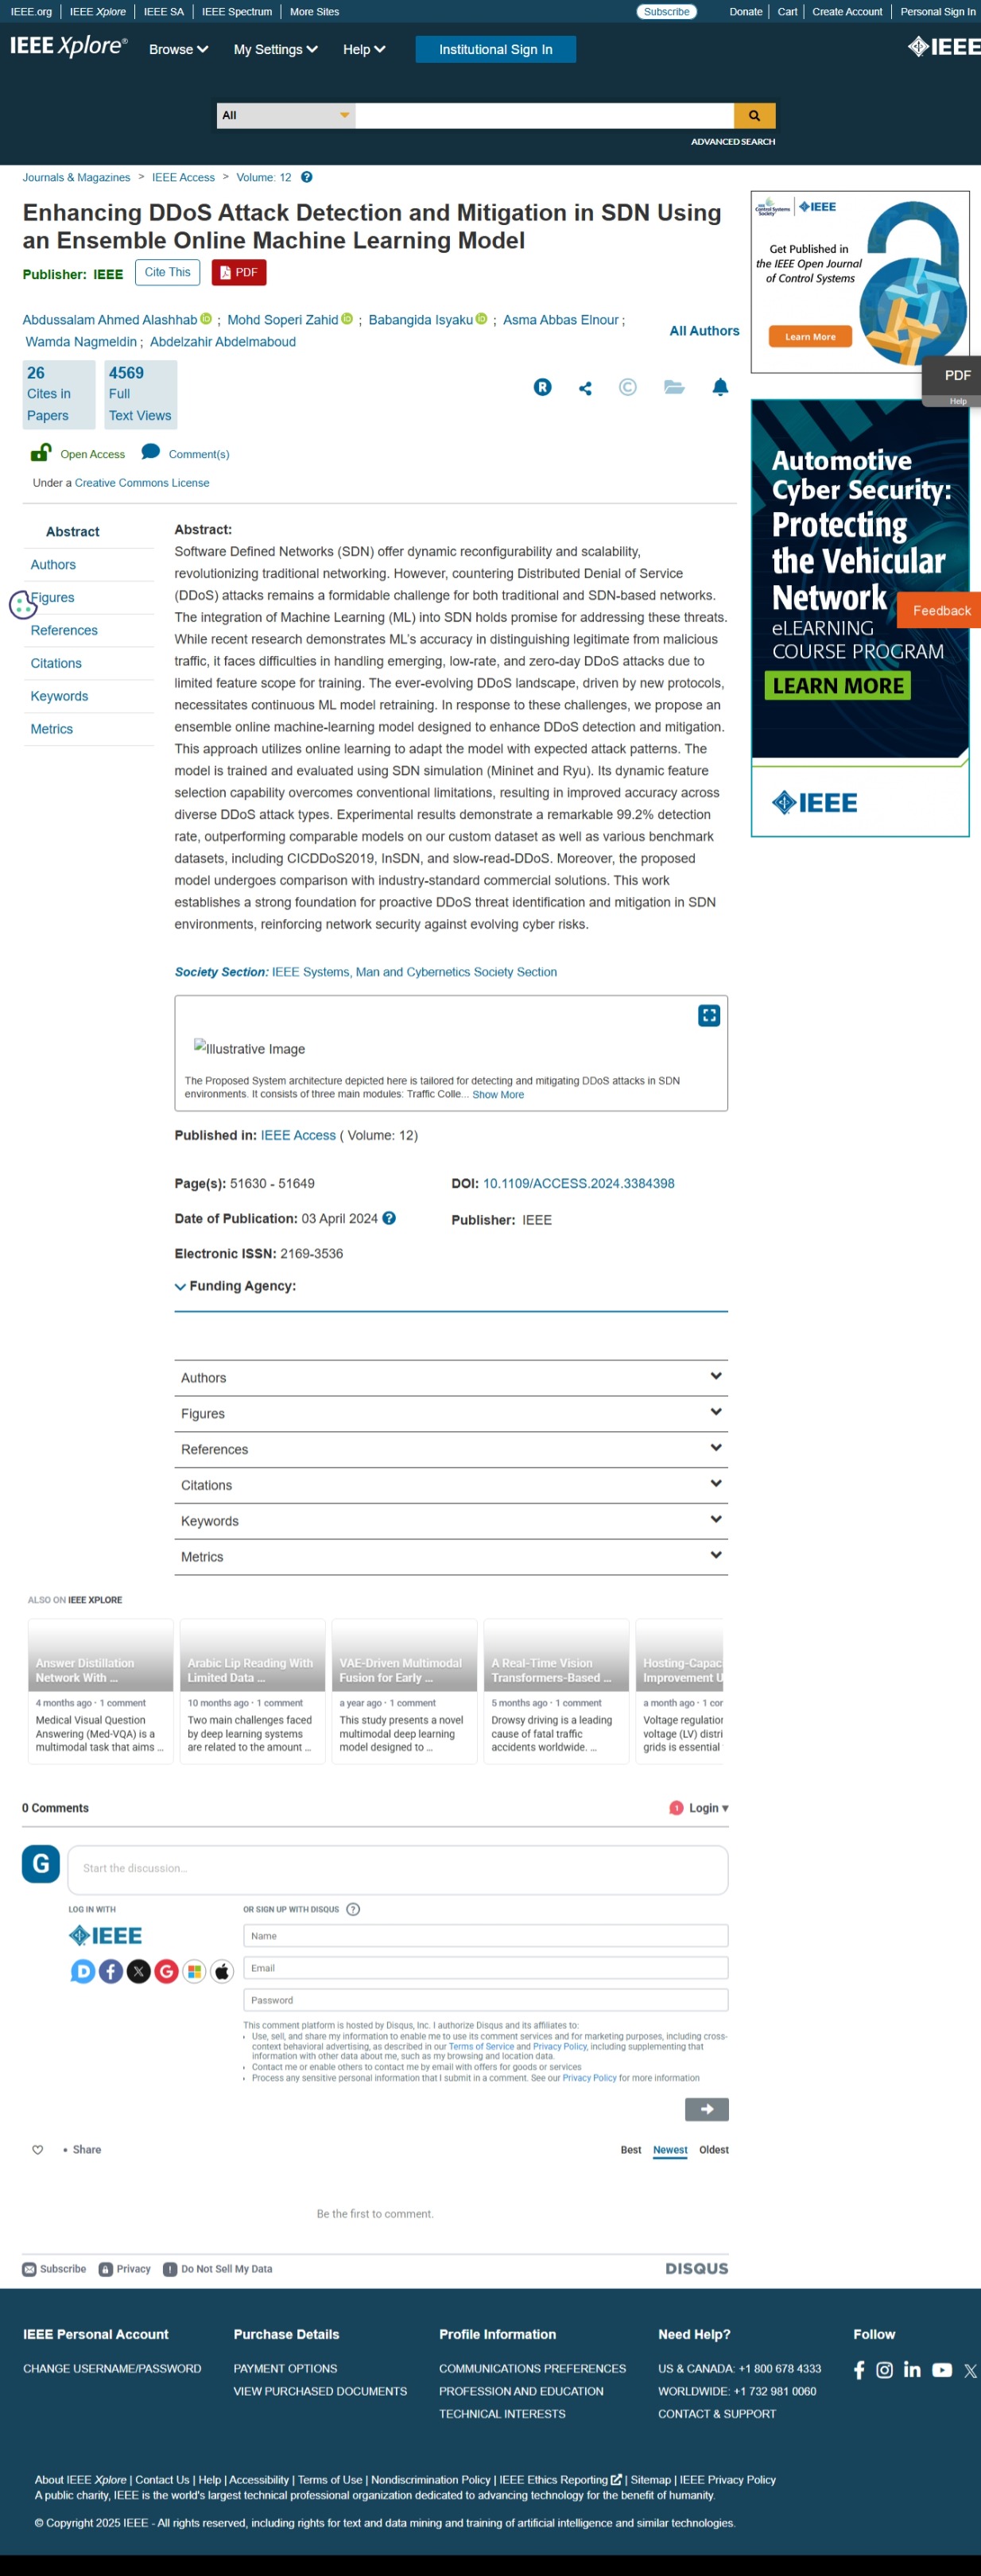 IEEE.org IEEE Xplore IEEE SA IEEE Spectrum More Sites Subscribe Donate Cart Create Account Personal Sign In
IEEE Xplore® Browse My Settings Help Institutional Sign In IEEE
All
ADVANCED SEARCH
Journals & Magazines > IEEE Access > Volume: 12
Enhancing DDoS Attack Detection and Mitigation in SDN Using
an Ensemble Online Machine Learning Model
Publisher: IEEE Cite This PDF
Abdussalam Ahmed Alashhab ; Mohd Soperi Zahid ; Babangida Isyaku ; Asma Abbas Elnour ;
Wamda Nagmeldin ; Abdelzahir Abdelmaboud
All Authors
26
Cites in
Papers
4569
Full
Text Views
Open Access Comment(s)
Under a Creative Commons License
Abstract
Authors
Figures
References
Citations
Keywords
Metrics
Abstract:
Software Defined Networks (SDN) offer dynamic reconfigurability and scalability,
revolutionizing traditional networking. However, countering Distributed Denial of Service
(DDoS) attacks remains a formidable challenge for both traditional and SDN-based networks.
The integration of Machine Learning (ML) into SDN holds promise for addressing these threats.
While recent research demonstrates ML's accuracy in distinguishing legitimate from malicious
traffic, it faces difficulties in handling emerging, low-rate, and zero-day DDoS attacks due to
limited feature scope for training. The ever-evolving DDoS landscape, driven by new protocols,
necessitates continuous ML model retraining. In response to these challenges, we propose an
ensemble online machine-learning model designed to enhance DDoS detection and mitigation.
This approach utilizes online learning to adapt the model with expected attack patterns. The
model is trained and evaluated using SDN simulation (Mininet and Ryu). Its dynamic feature
selection capability overcomes conventional limitations, resulting in improved accuracy across
diverse DDoS attack types. Experimental results demonstrate a remarkable 99.2% detection
rate, outperforming comparable models on our custom dataset as well as various benchmark
datasets, including CICDDoS2019, InSDN, and slow-read-DDoS. Moreover, the proposed
model undergoes comparison with industry-standard commercial solutions. This work
establishes a strong foundation for proactive DDoS threat identification and mitigation in SDN
environments, reinforcing network security against evolving cyber risks.
Society Section: IEEE Systems, Man and Cybernetics Society Section
Illustrative Image
The Proposed System architecture depicted here is tailored for detecting and mitigating DDoS attacks in SDN
environments. It consists of three main modules: Traffic Colle... Show More
Published in: IEEE Access ( Volume: 12)
Page(s): 51630 - 51649
DOI: 10.1109/ACCESS.2024.3384398
Date of Publication: 03 April 2024
Publisher: IEEE
Electronic ISSN: 2169-3536
Funding Agency:
Authors
Figures
References
Citations
Keywords
Metrics
Control Systems Society IEEE
Get Published in
the IEEE Open Journal
of Control Systems
Learn More
PDF
Help
Automotive
Cyber Security:
Protecting
the Vehicular
Network
eLEARNING
COURSE PROGRAM
LEARN MORE
IEEE
Feedback
ALSO ON IEEE XPLORE
Answer Distillation
Network With ...
4 months ago · 1 comment
Medical Visual Question
Answering (Med-VQA) is a
multimodal task that aims ...
Arabic Lip Reading With
Limited Data ...
10 months ago · 1 comment
Two main challenges faced
by deep learning systems
are related to the amount ...
VAE-Driven Multimodal
Fusion for Early ...
a year ago · 1 comment
This study presents a novel
multimodal deep learning
model designed to ...
A Real-Time Vision
Transformers-Based ...
5 months ago · 1 comment
Drowsy driving is a leading
cause of fatal traffic
accidents worldwide. ...
Hosting-Capac
Improvement U
a month ago · 1 cor
Voltage regulation
voltage (LV) distri
grids is essential
0 Comments
1 Login
G
Start the discussion...
LOG IN WITH
IEEE
OR SIGN UP WITH DISQUS ?
Name
Email
Password
This comment platform is hosted by Disqus, Inc. I authorize Disqus and its affiliates to:
• Use, sell, and share my information to enable me to use its comment services and for marketing purposes, including cross-
context behavioral advertising, as described in our Terms of Service and Privacy Policy, including supplementing that
information with other data about me, such as my browsing and location data.
• Contact me or enable others to contact me by email with offers for goods or services
• Process any sensitive personal information that I submit in a comment. See our Privacy Policy for more information
• Share
Best Newest Oldest
Be the first to comment.
Subscribe Privacy Do Not Sell My Data DISQUS
IEEE Personal Account
CHANGE USERNAME/PASSWORD
Purchase Details
PAYMENT OPTIONS
VIEW PURCHASED DOCUMENTS
Profile Information
COMMUNICATIONS PREFERENCES
PROFESSION AND EDUCATION
TECHNICAL INTERESTS
Need Help?
US & CANADA: +1 800 678 4333
WORLDWIDE: +1 732 981 0060
CONTACT & SUPPORT
Follow
About IEEE Xplore | Contact Us | Help | Accessibility | Terms of Use | Nondiscrimination Policy | IEEE Ethics Reporting | Sitemap | IEEE Privacy Policy
A public charity, IEEE is the world's largest technical professional organization dedicated to advancing technology for the benefit of humanity.
© Copyright 2025 IEEE - All rights reserved, including rights for text and data mining and training of artificial intelligence and similar technologies.